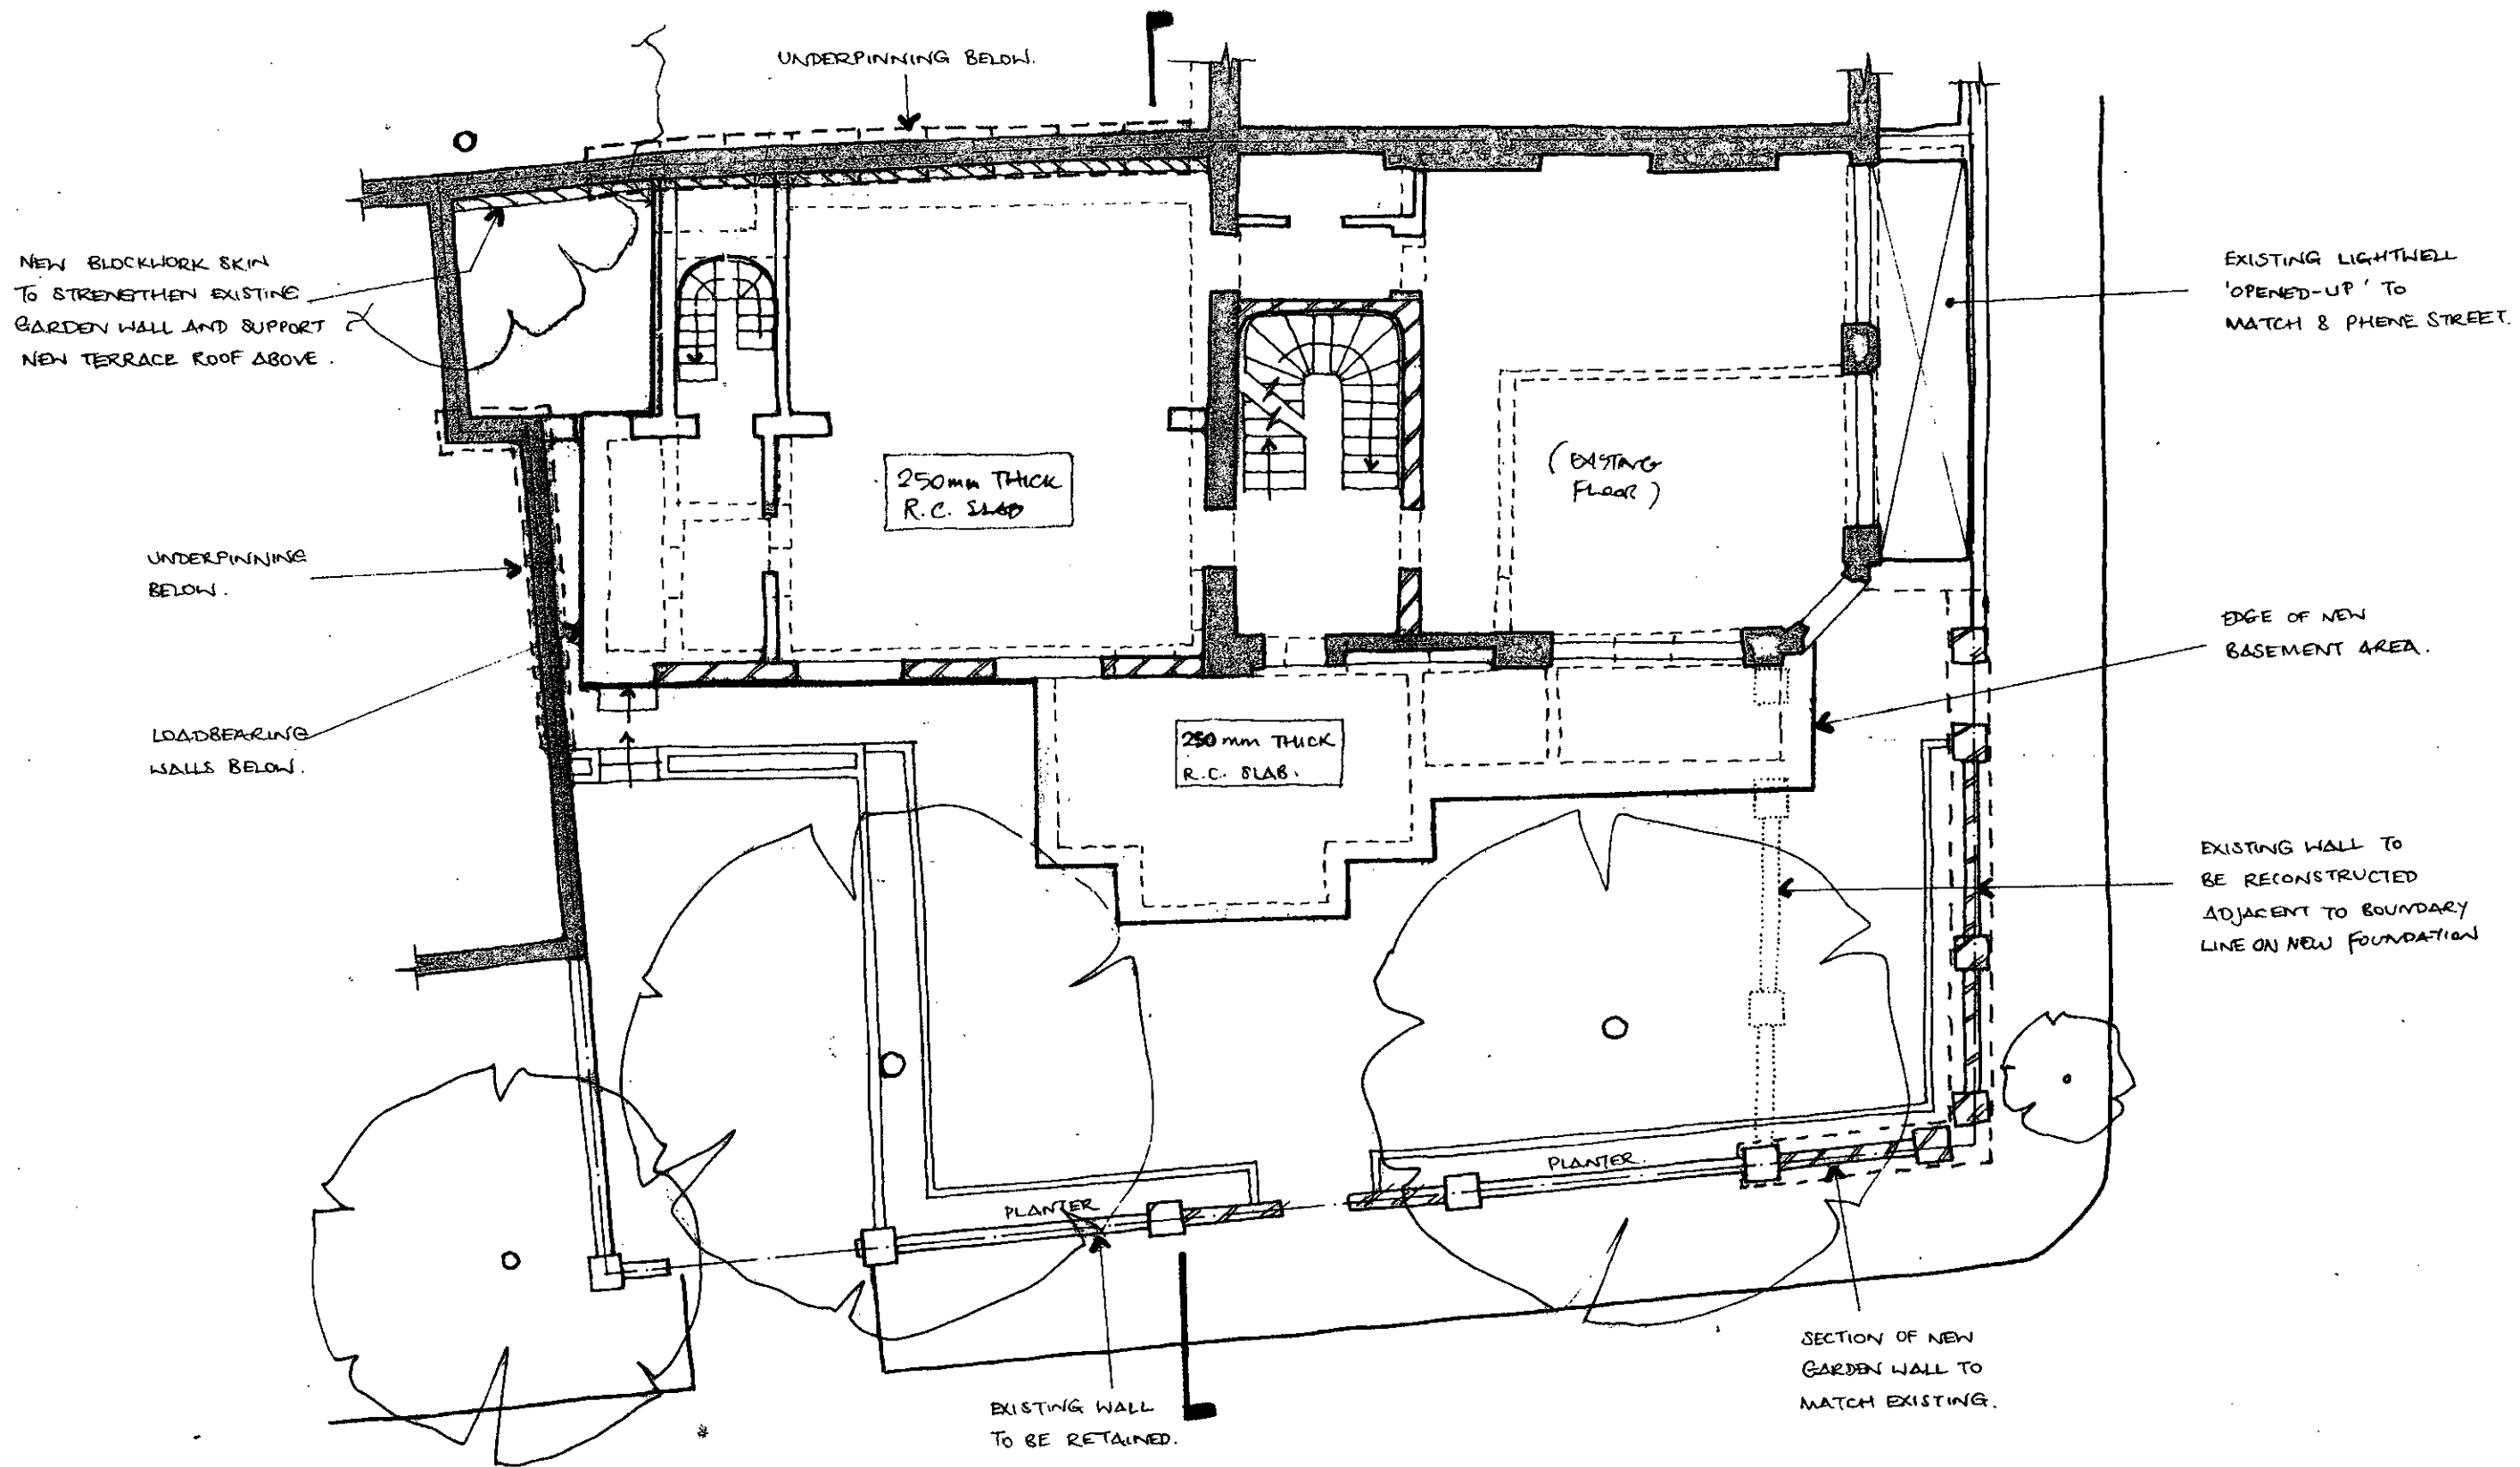 UNDERPINNING BELOW.
NEW BLOCKWORK SKIN
TO STRENGTHEN EXISTING
GARDEN WALL AND SUPPORT
NEW TERRACE ROOF ABOVE.
EXISTING LIGHTWELL
'OPENED-UP' TO
MATCH 8 PHENE STREET.
250mm THICK
R.C. SLAB
(EXISTING
FLOOR)
UNDERPINNING
BELOW.
EDGE OF NEW
BASEMENT AREA.
LOADBEARING
WALLS BELOW.
250mm THICK
R.C. SLAB.
EXISTING WALL TO
BE RECONSTRUCTED
ADJACENT TO BOUNDARY
LINE ON NEW FOUNDATION
PLANTER.
PLANTER
SECTION OF NEW
GARDEN WALL TO
MATCH EXISTING.
EXISTING WALL
TO BE RETAINED.